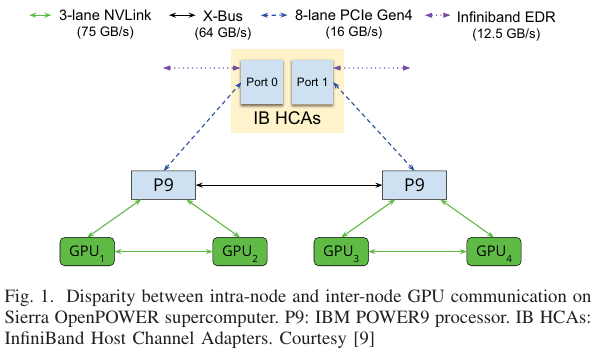 3-lane NVLink X-Bus 8-lane PCIe Gen4 Infiniband EDR
(75 GB/s) (64 GB/s) (16 GB/s) (12.5 GB/s)
Port 0 Port 1
IB HCAs
P9 P9
GPU1 GPU2 GPU3 GPU4
Fig. 1. Disparity between intra-node and inter-node GPU communication on
Sierra OpenPOWER supercomputer. P9: IBM POWER9 processor. IB HCAs:
InfiniBand Host Channel Adapters. Courtesy [9]